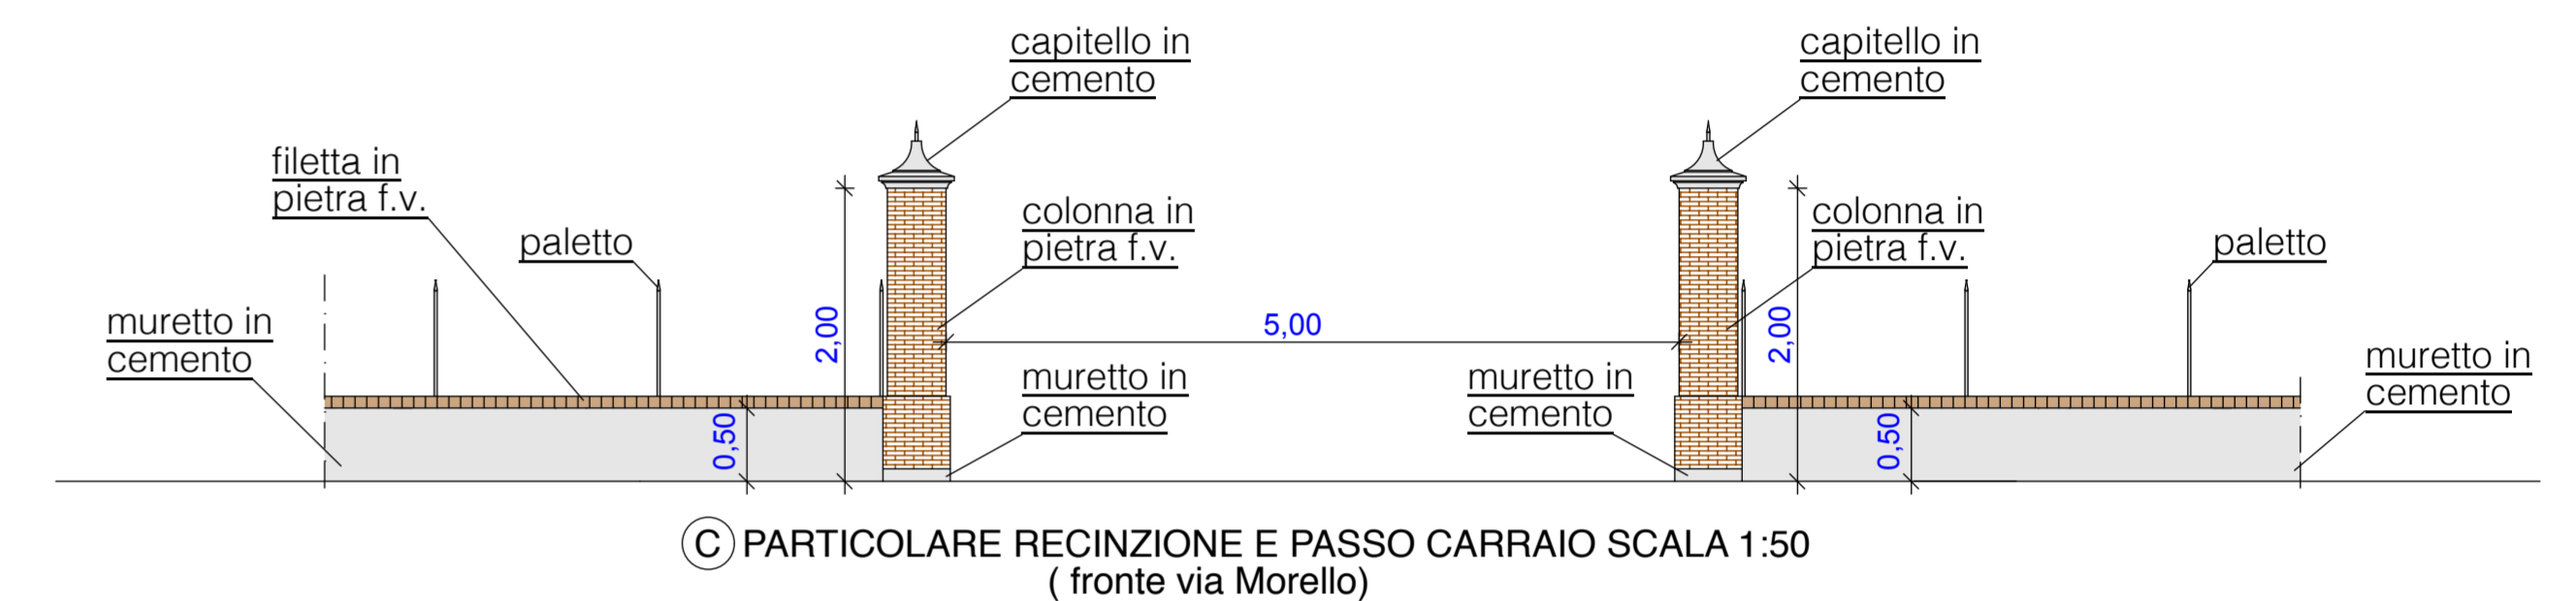 capitello in
cemento
capitello in
cemento
filetta in
pietra f.v.
paletto
colonna in
pietra f.v.
colonna in
pietra f.v.
paletto
muretto in
cemento
2,00
5,00
2,00
muretto in
cemento
muretto in
cemento
muretto in
cemento
0,50
0,50
C PARTICOLARE RECINZIONE E PASSO CARRAIO SCALA 1:50
( fronte via Morello)